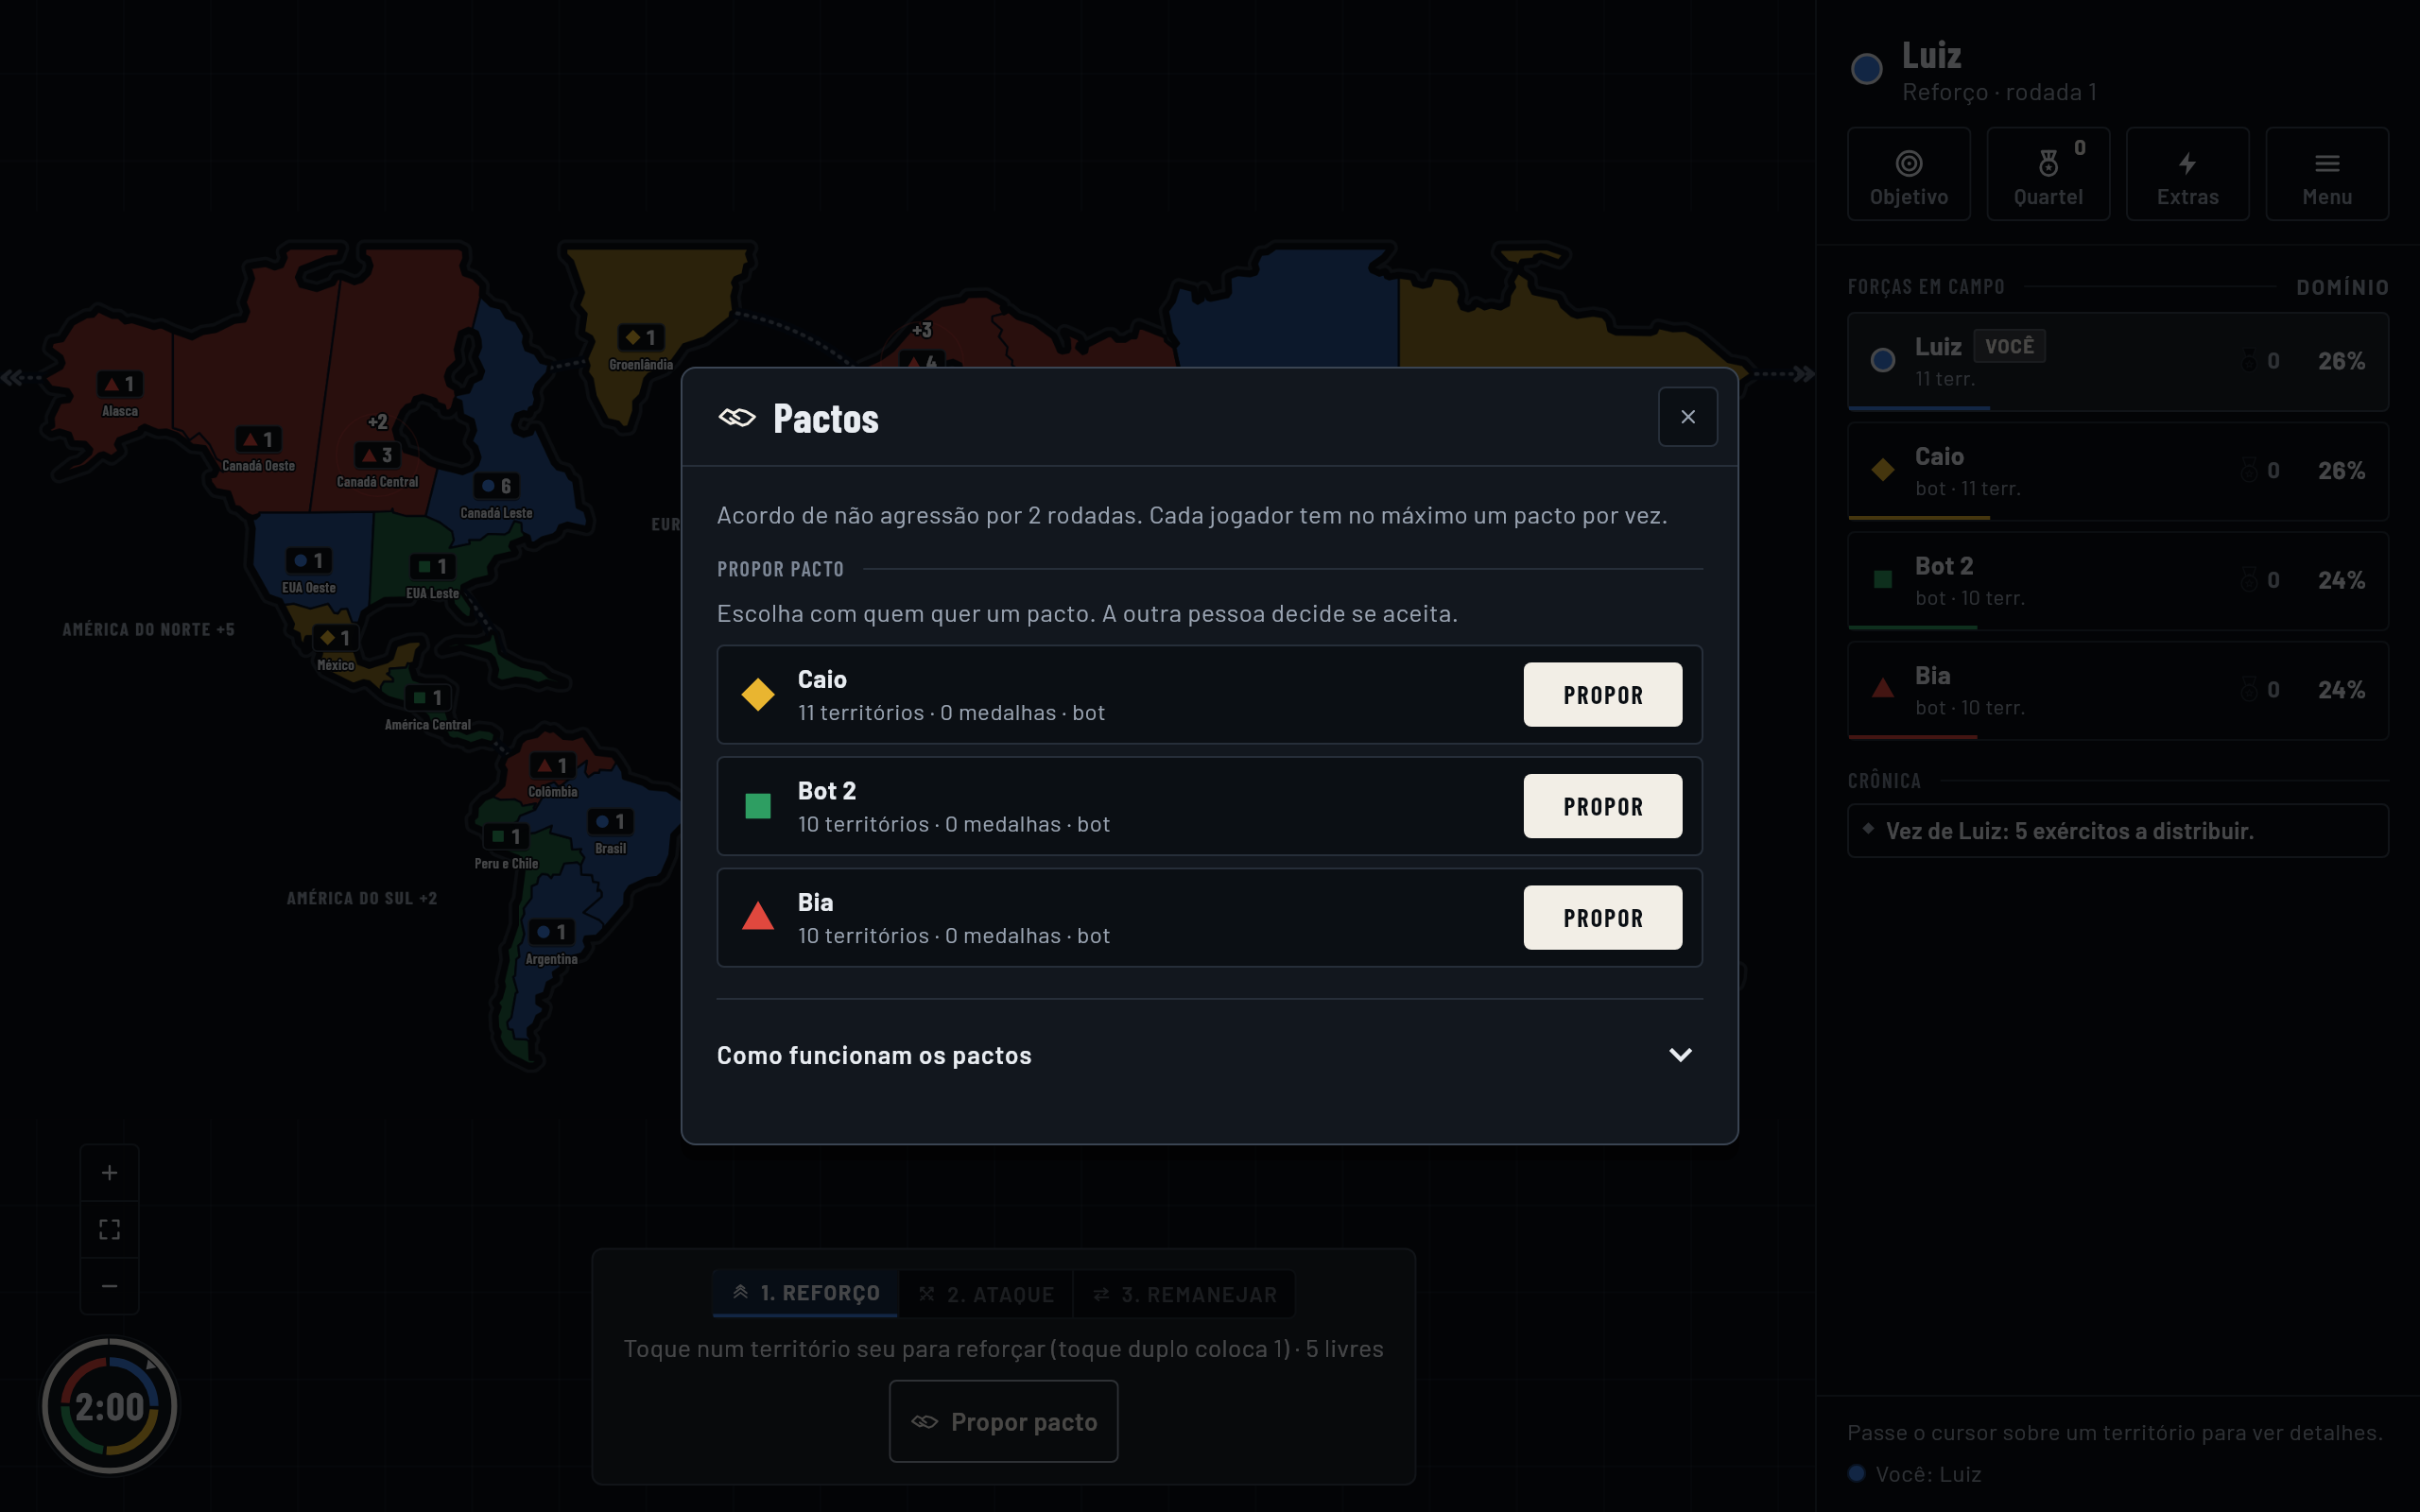 Luiz
Reforço · rodada 1
Objetivo
0
Quartel
Extras
Menu
FORÇAS EM CAMPO
DOMÍNIO
Luiz VOCÊ
11 terr.
0
26%
Caio
bot · 11 terr.
0
26%
Bot 2
bot · 10 terr.
0
24%
Bia
bot · 10 terr.
0
24%
CRÔNICA
Vez de Luiz: 5 exércitos a distribuir.
Passe o cursor sobre um território para ver detalhes.
Você: Luiz
1
Alasca
1
Canadá Oeste
+2
3
Canadá Central
6
Canadá Leste
1
Groenlândia
+3
4
1
EUA Oeste
1
EUA Leste
AMÉRICA DO NORTE +5
1
México
1
América Central
1
Colômbia
1
Brasil
1
Peru e Chile
AMÉRICA DO SUL +2
1
Argentina
EUR
Pactos
Acordo de não agressão por 2 rodadas. Cada jogador tem no máximo um pacto por vez.
PROPOR PACTO
Escolha com quem quer um pacto. A outra pessoa decide se aceita.
Caio
11 territórios · 0 medalhas · bot
PROPOR
Bot 2
10 territórios · 0 medalhas · bot
PROPOR
Bia
10 territórios · 0 medalhas · bot
PROPOR
Como funcionam os pactos
+
−
2:00
1. REFORÇO
2. ATAQUE
3. REMANEJAR
Toque num território seu para reforçar (toque duplo coloca 1) · 5 livres
Propor pacto